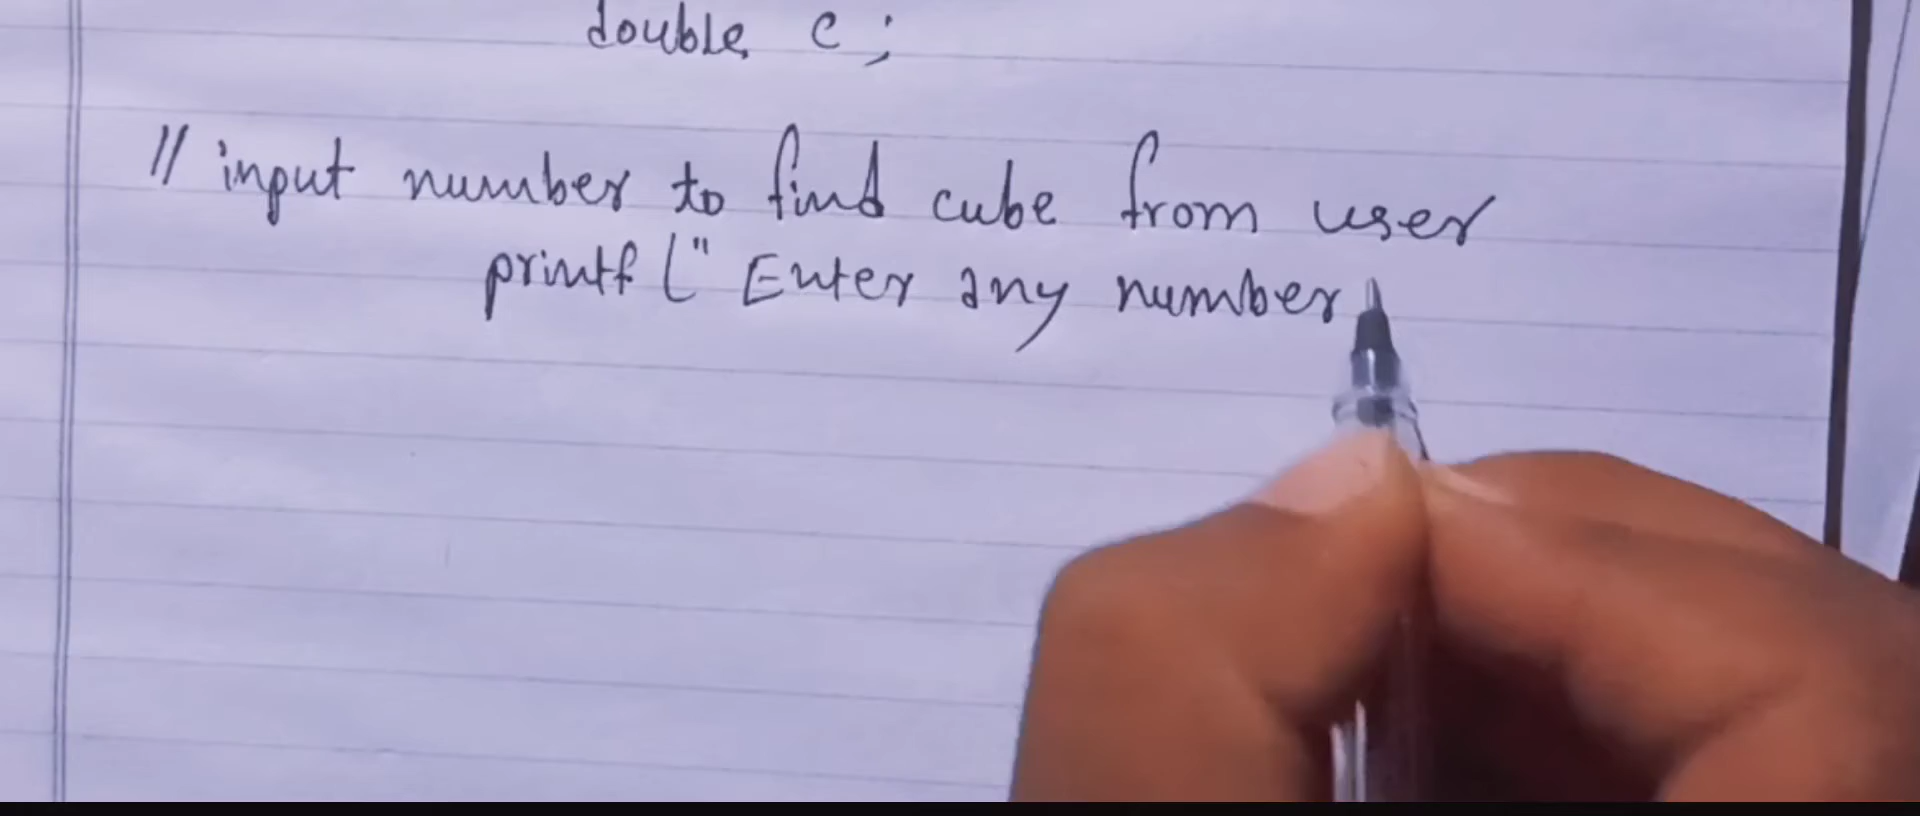 double c;
// input number to find cube from user
printf (" Enter any number